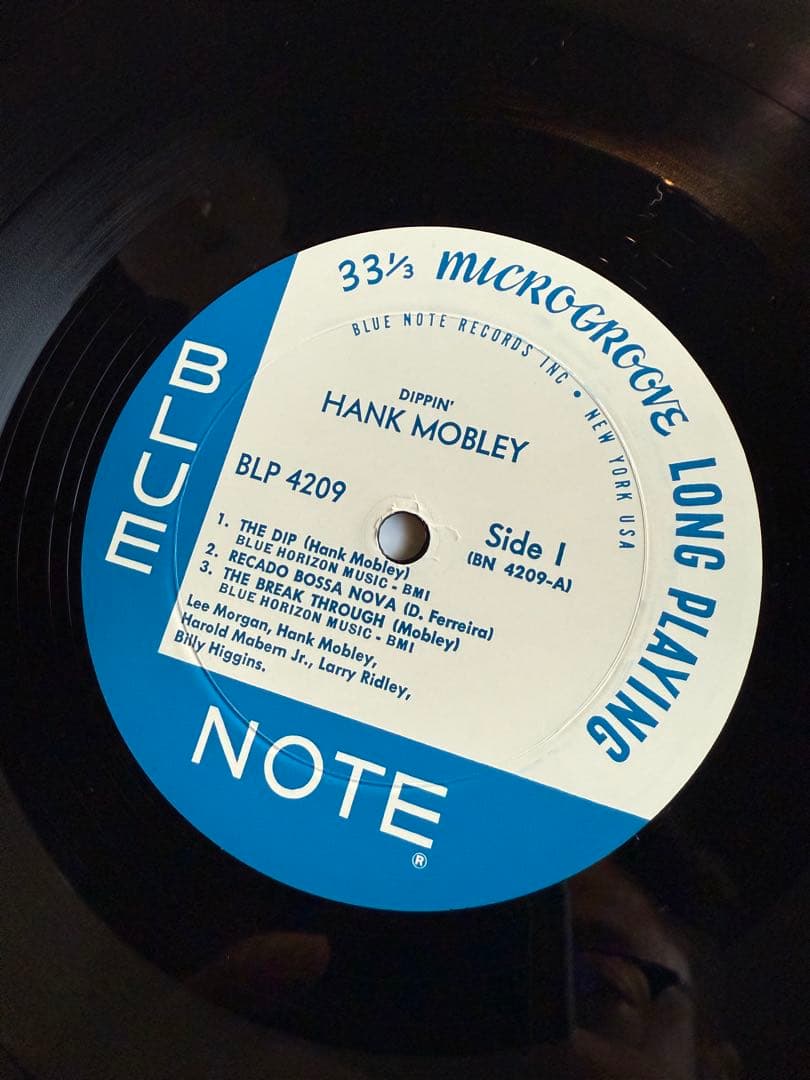 33⅓ MICROGROOVE LONG PLAYING
BLUE NOTE RECORDS INC • NEW YORK USA
DIPPIN'
HANK MOBLEY
BLP 4209
Side 1
(BN 4209-A)
1. THE DIP (Hank Mobley)
BLUE HORIZON MUSIC - BMI
2. RECADO BOSSA NOVA (D. Ferreira)
3. THE BREAK THROUGH (Mobley)
BLUE HORIZON MUSIC - BMI
Lee Morgan, Hank Mobley,
Harold Mabern Jr., Larry Ridley,
Billy Higgins.
BLUE
NOTE
®